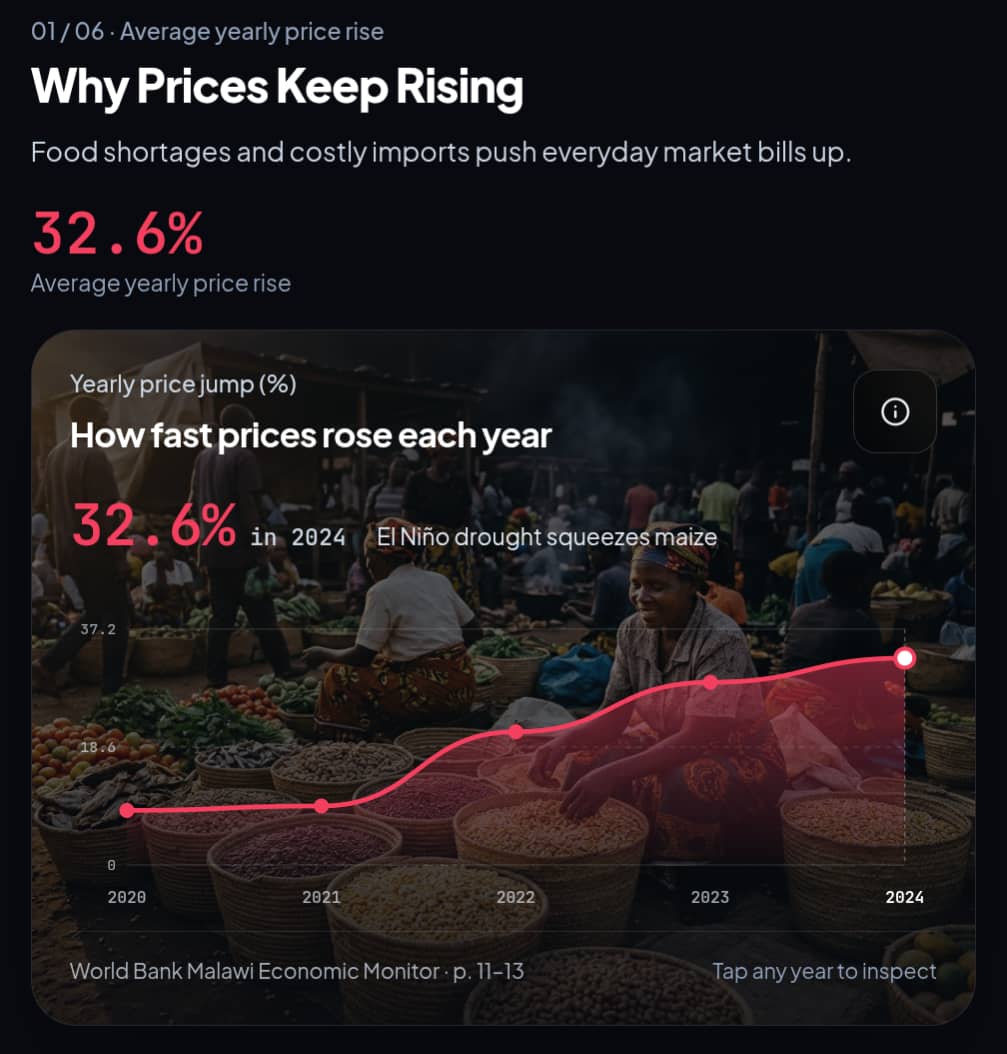 01 / 06 · Average yearly price rise
Why Prices Keep Rising
Food shortages and costly imports push everyday market bills up.
32.6%
Average yearly price rise
Yearly price jump (%)
How fast prices rose each year
32.6% in 2024 El Niño drought squeezes maize
37.2
18.6
0
2020 2021 2022 2023 2024
World Bank Malawi Economic Monitor · p. 11–13 Tap any year to inspect